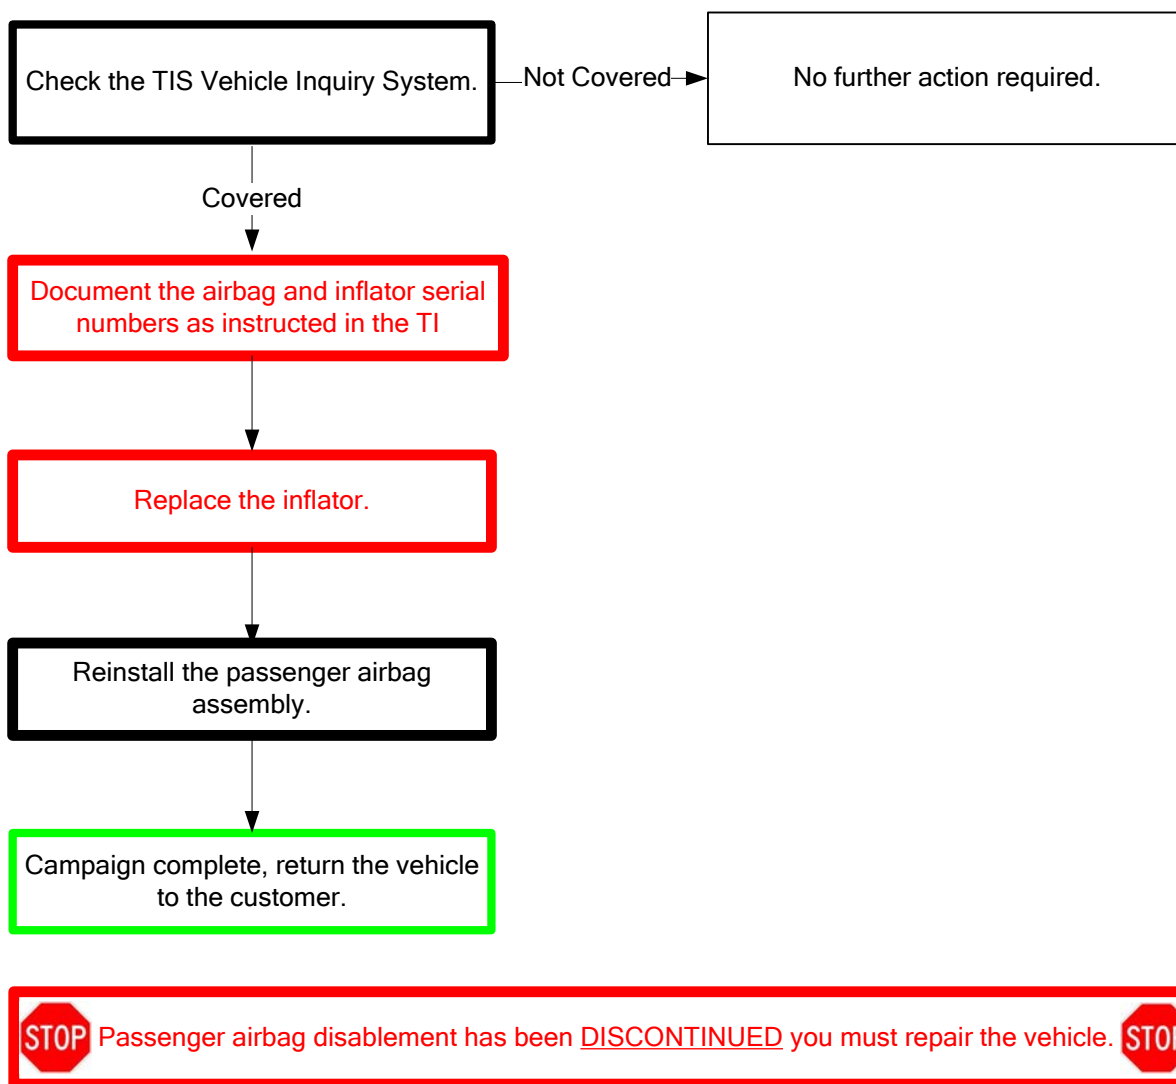 Check the TIS Vehicle Inquiry System.
Not Covered
No further action required.
Covered
Document the airbag and inflator serial
numbers as instructed in the TI
Replace the inflator.
Reinstall the passenger airbag
assembly.
Campaign complete, return the vehicle
to the customer.
STOP Passenger airbag disablement has been DISCONTINUED you must repair the vehicle. STOP